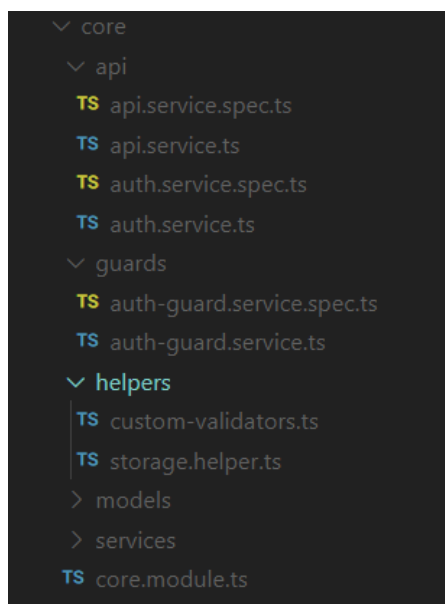 core
api
TS api.service.spec.ts
TS api.service.ts
TS auth.service.spec.ts
TS auth.service.ts
guards
TS auth-guard.service.spec.ts
TS auth-guard.service.ts
helpers
TS custom-validators.ts
TS storage.helper.ts
models
services
TS core.module.ts